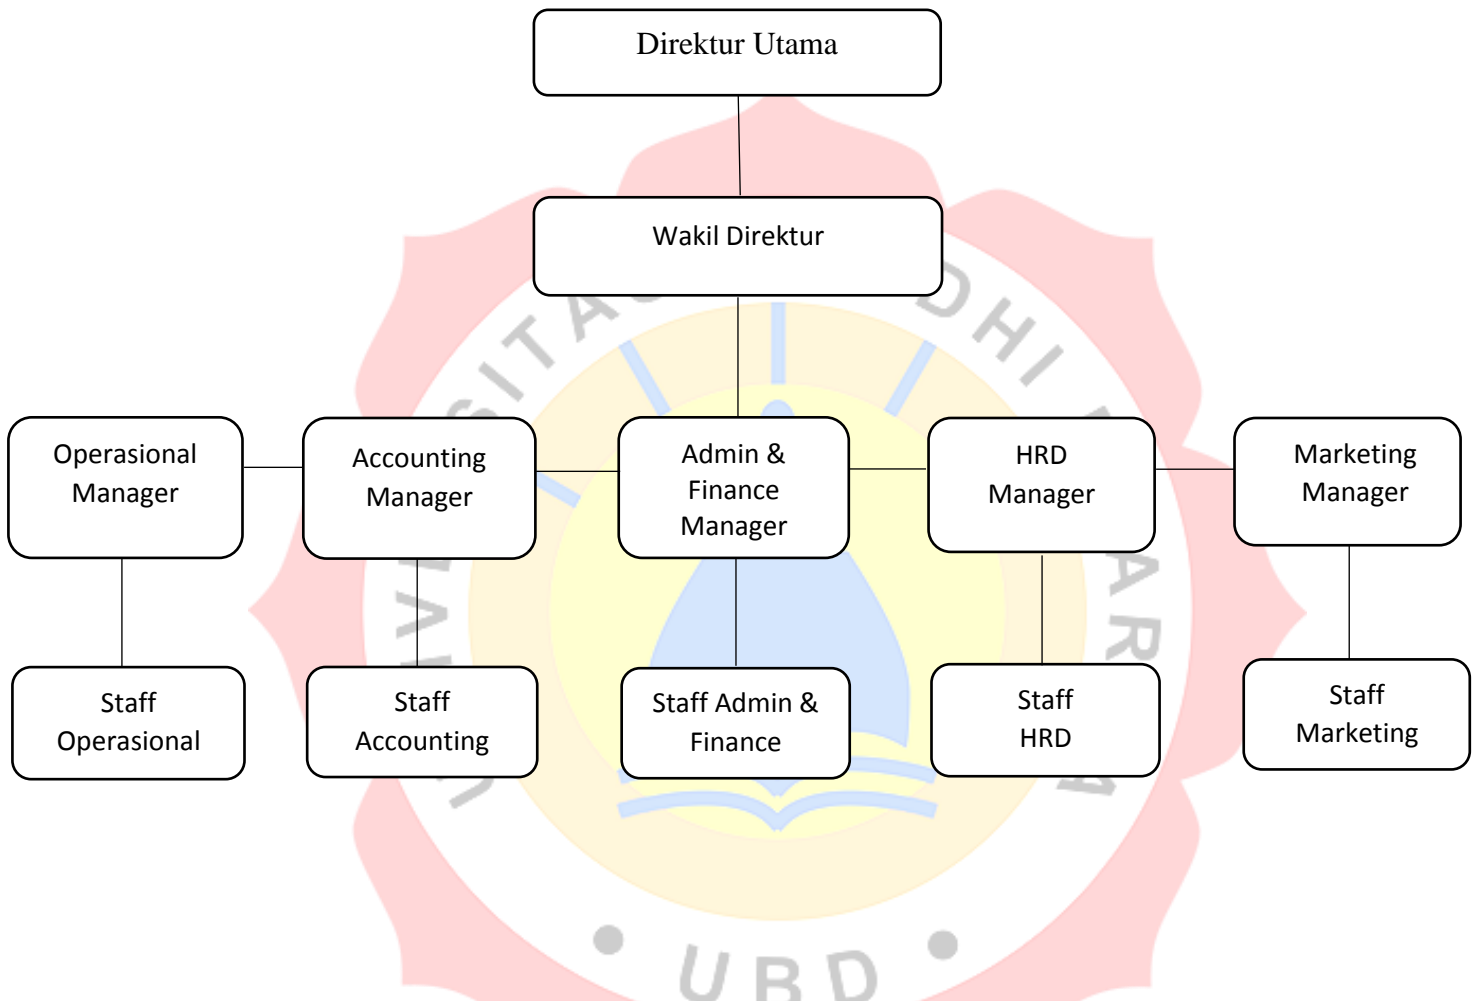 Direktur Utama
Wakil Direktur
Operasional
Manager
Accounting
Manager
Admin &
Finance
Manager
HRD
Manager
Marketing
Manager
Staff
Operasional
Staff
Accounting
Staff Admin &
Finance
Staff
HRD
Staff
Marketing
UBD